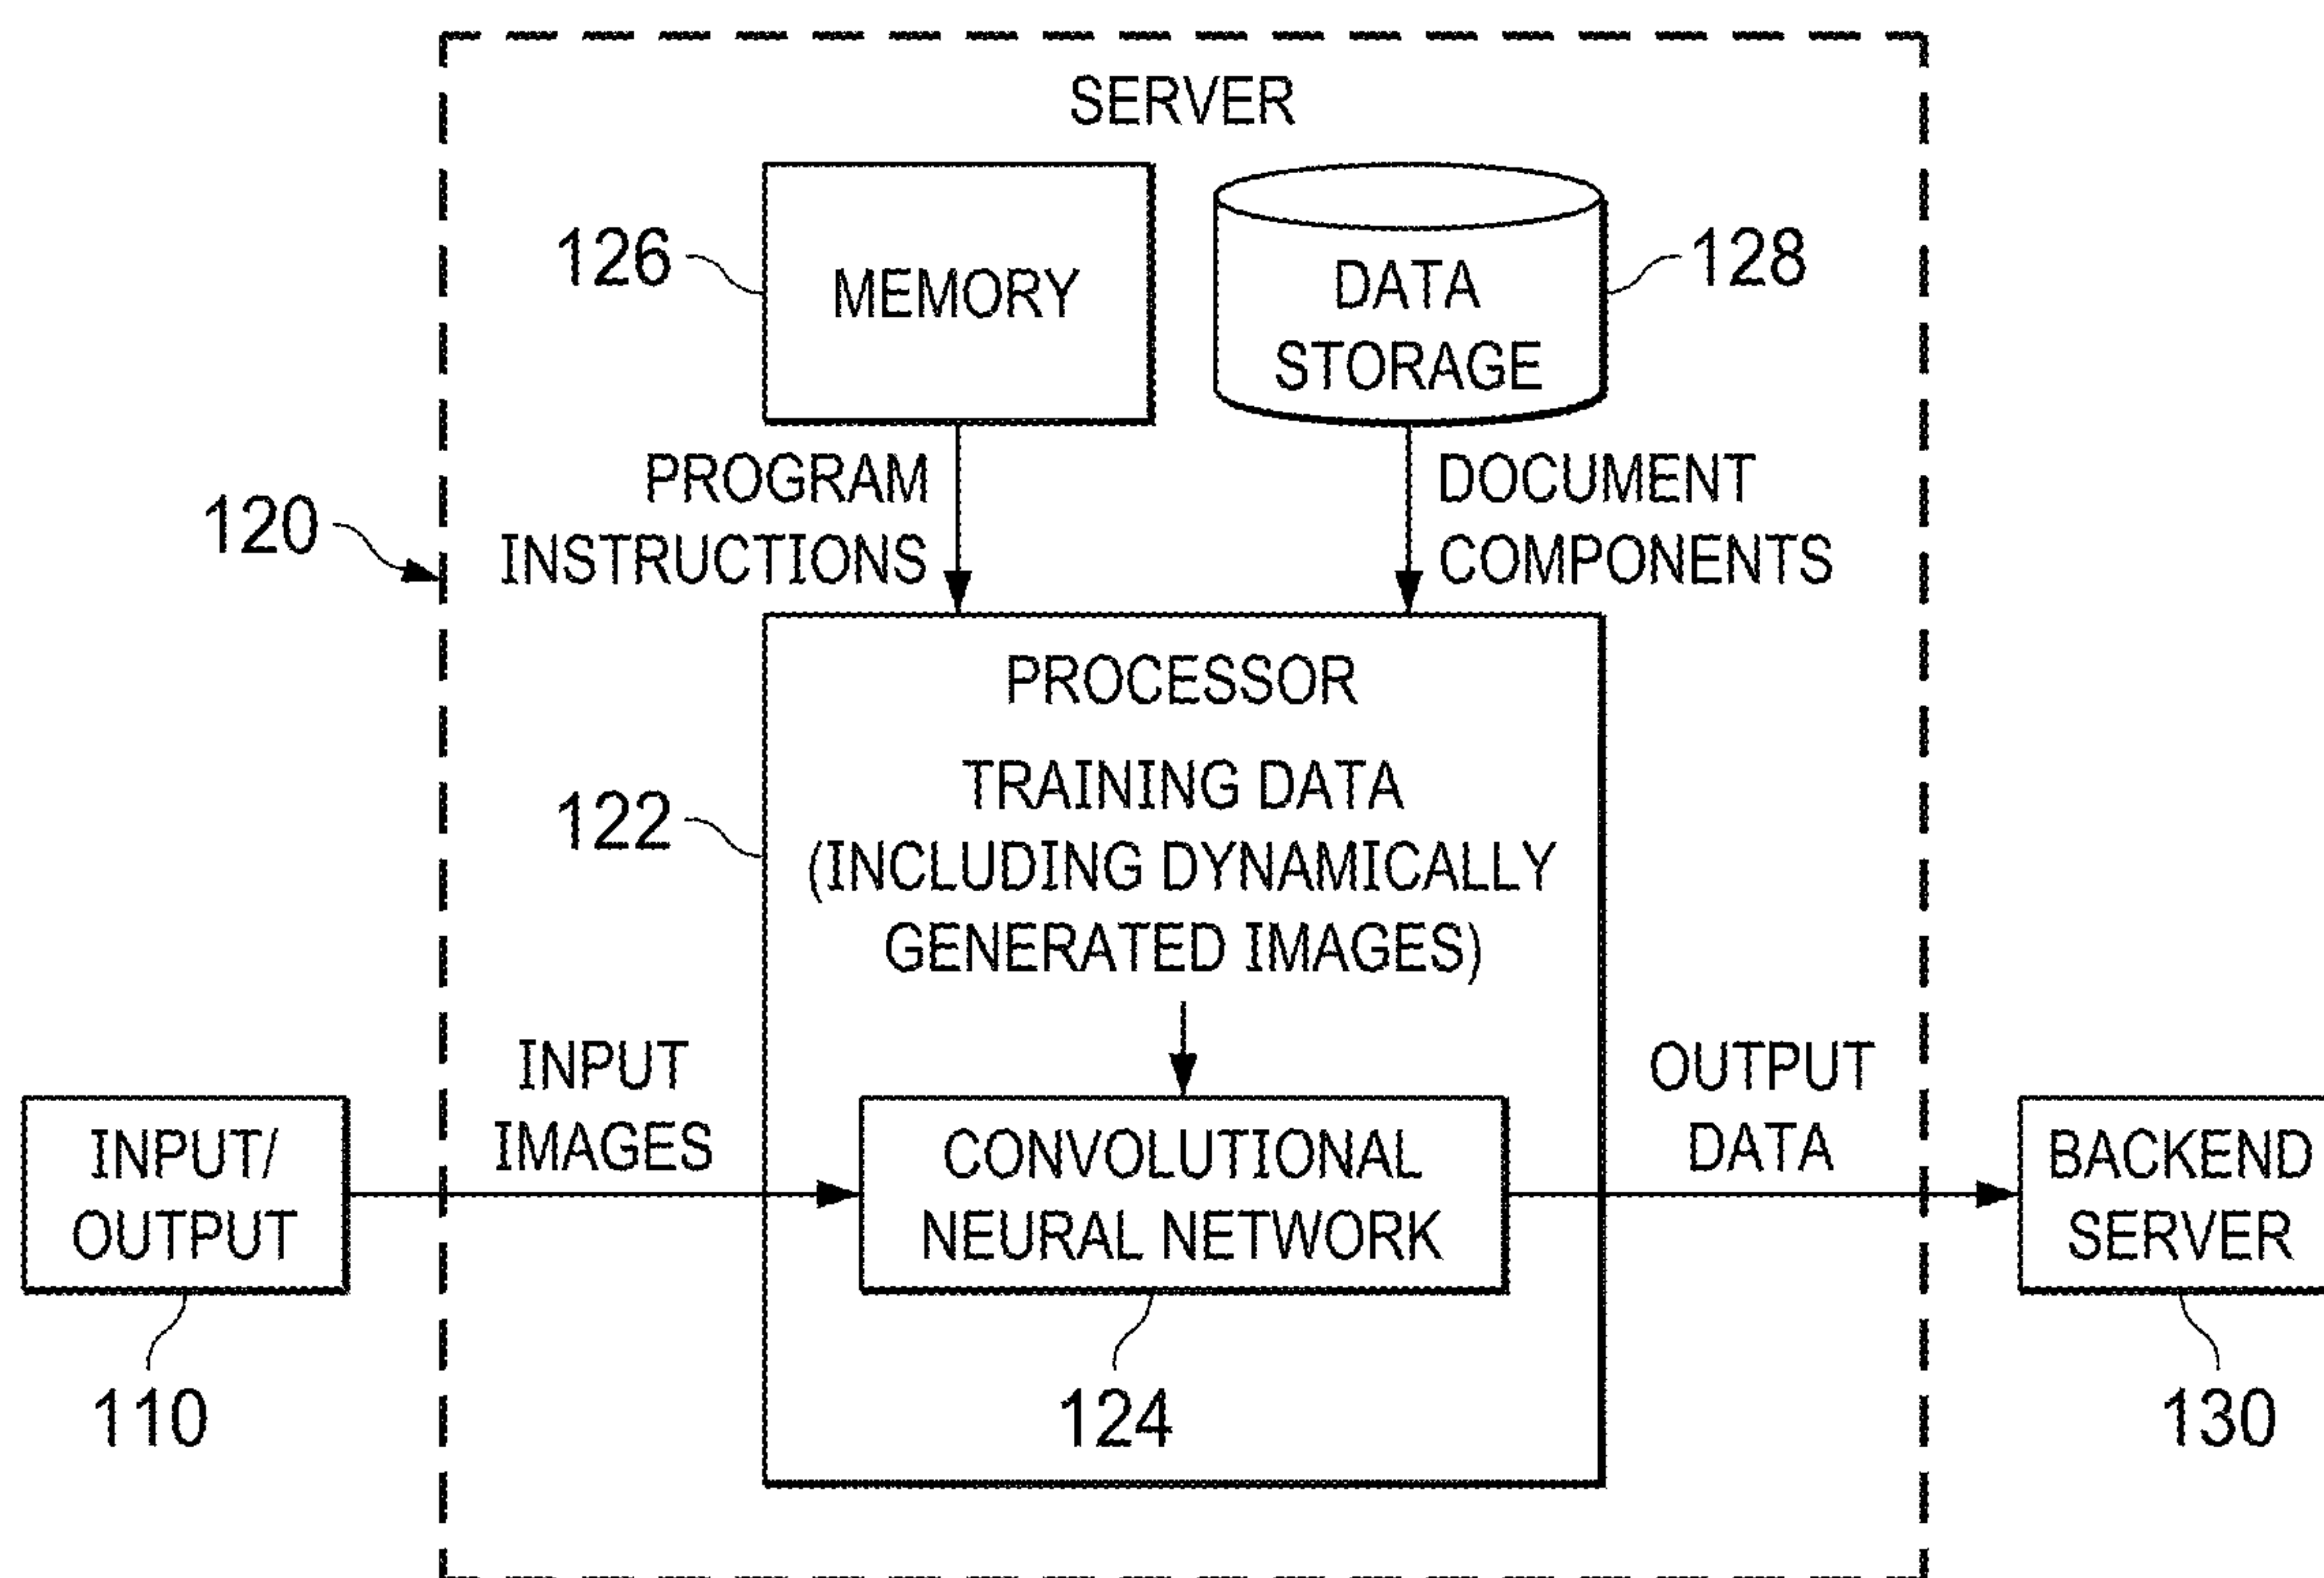 SERVER
126
MEMORY
DATA
STORAGE
128
PROGRAM
INSTRUCTIONS
DOCUMENT
COMPONENTS
120
PROCESSOR
TRAINING DATA
(INCLUDING DYNAMICALLY
GENERATED IMAGES)
122
INPUT
IMAGES
OUTPUT
DATA
INPUT/
OUTPUT
CONVOLUTIONAL
NEURAL NETWORK
BACKEND
SERVER
110
124
130